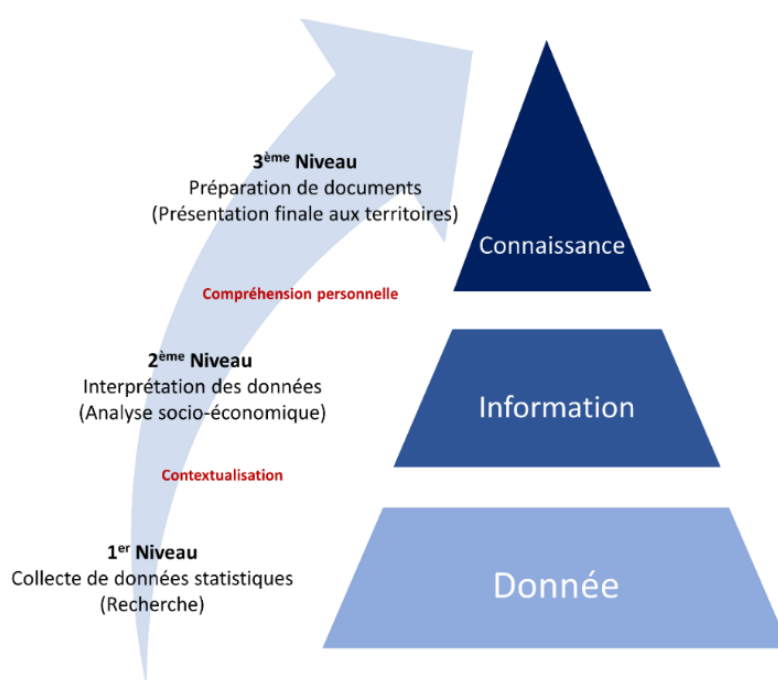 3ème Niveau
Préparation de documents
(Présentation finale aux territoires)
Connaissance
Compréhension personnelle
2ème Niveau
Interprétation des données
(Analyse socio-économique)
Information
Contextualisation
1er Niveau
Collecte de données statistiques
(Recherche)
Donnée